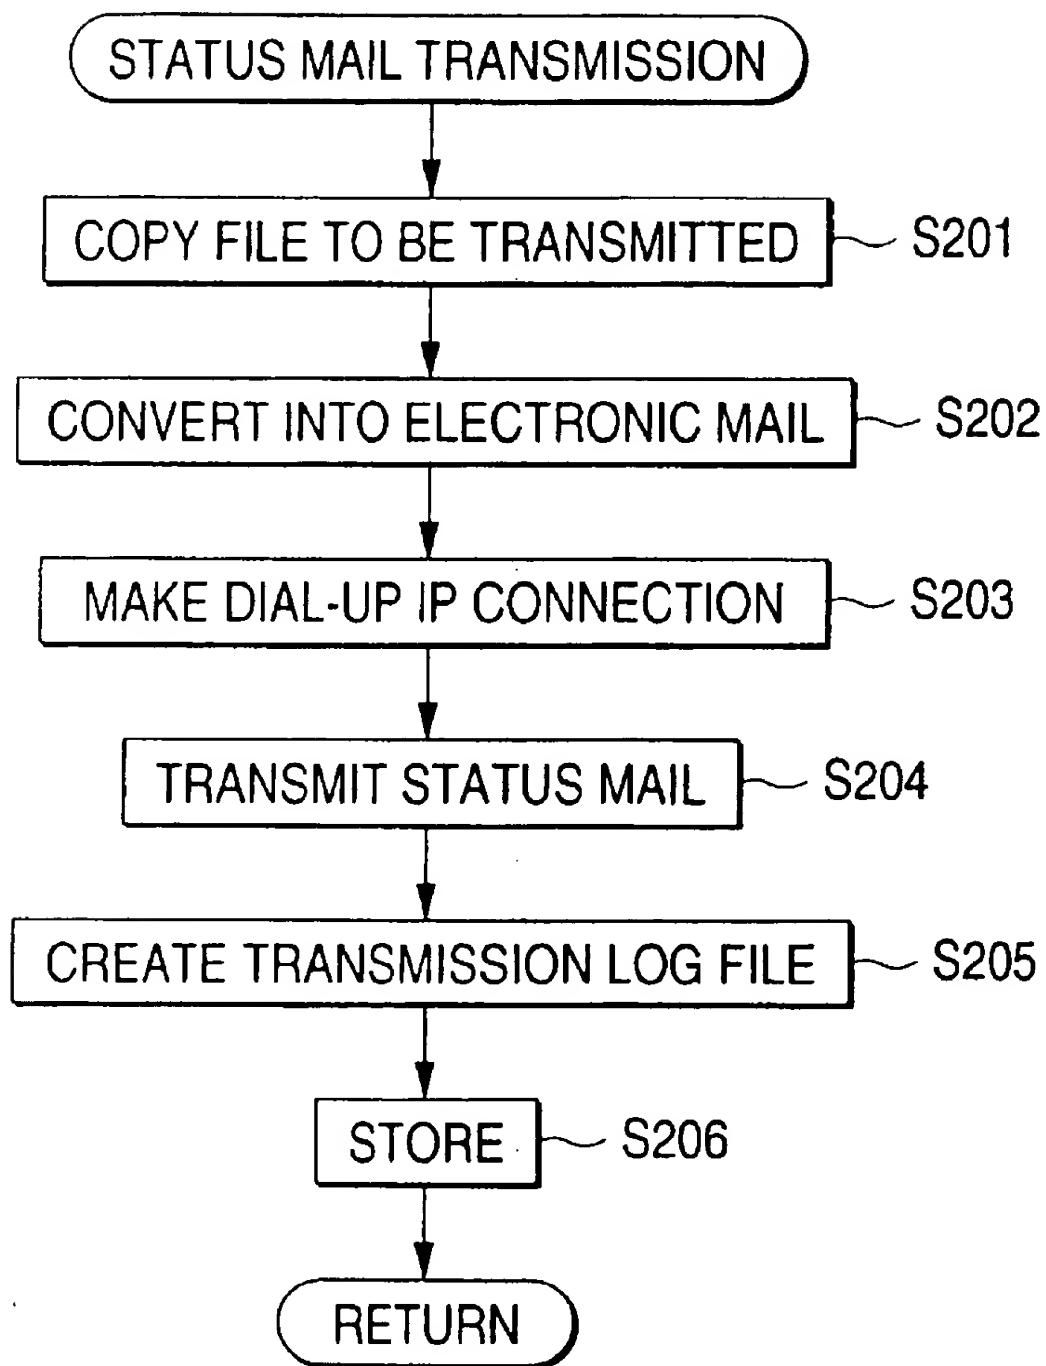 STATUS MAIL TRANSMISSION
COPY FILE TO BE TRANSMITTED S201
CONVERT INTO ELECTRONIC MAIL S202
MAKE DIAL-UP IP CONNECTION S203
TRANSMIT STATUS MAIL S204
CREATE TRANSMISSION LOG FILE S205
STORE S206
RETURN